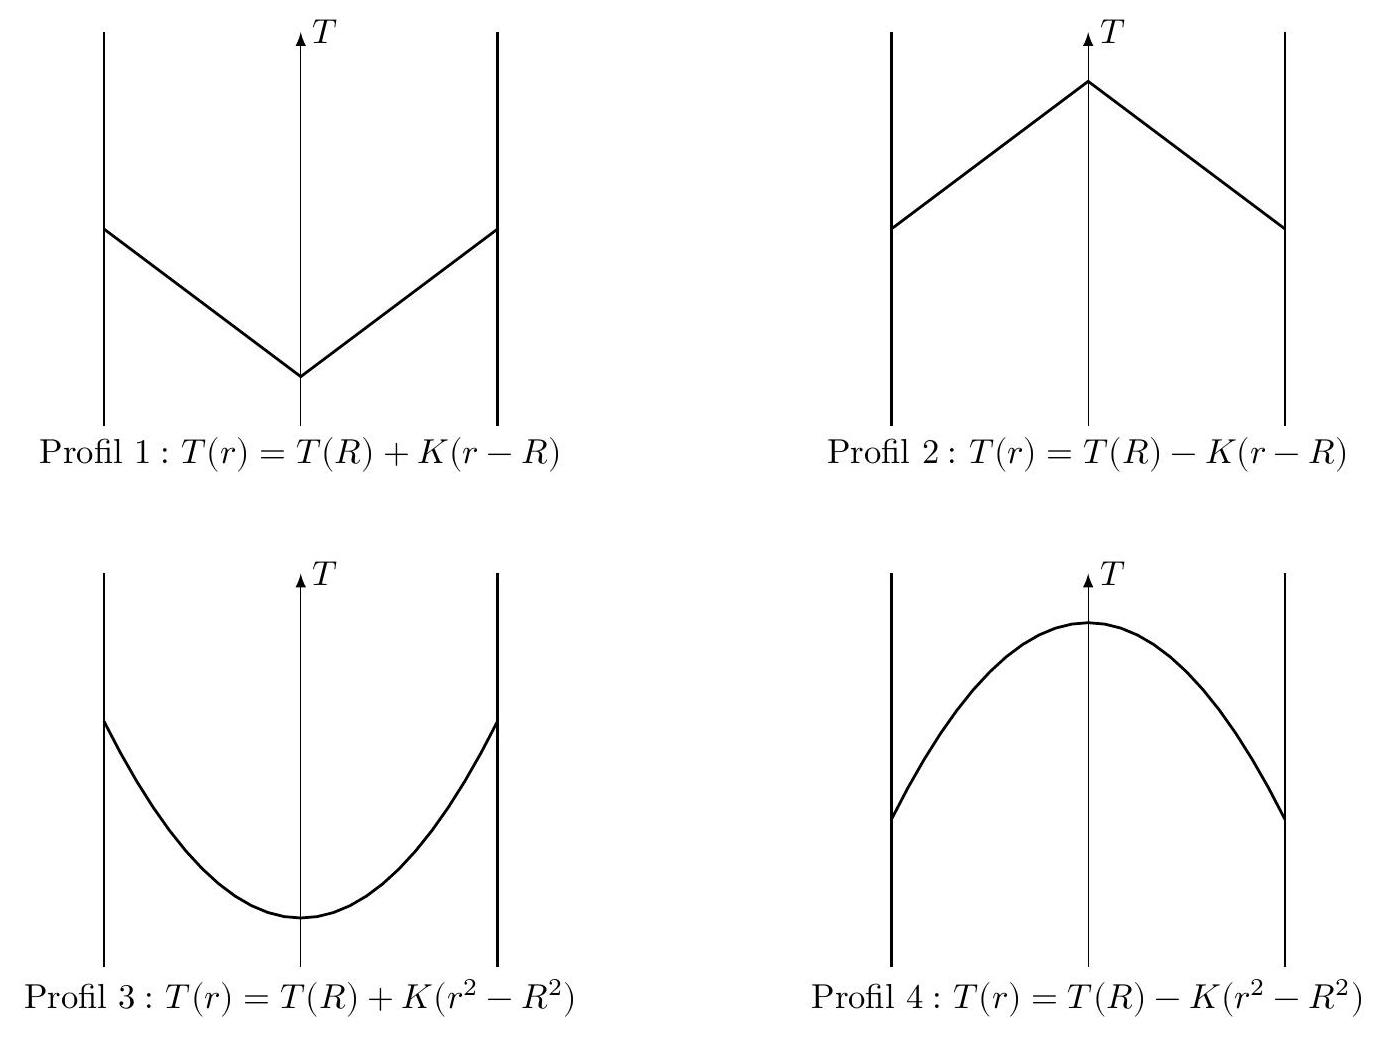 T
T
Profil 1 : T(r) = T(R) + K(r − R)
Profil 2 : T(r) = T(R) − K(r − R)
T
T
Profil 3 : T(r) = T(R) + K(r² − R²)
Profil 4 : T(r) = T(R) − K(r² − R²)